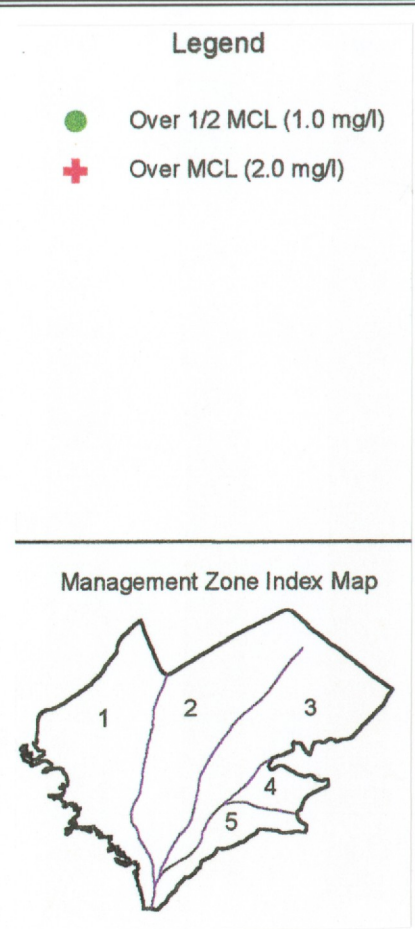 Legend
Over 1/2 MCL (1.0 mg/l)
Over MCL (2.0 mg/l)
Management Zone Index Map
1
2
3
4
5